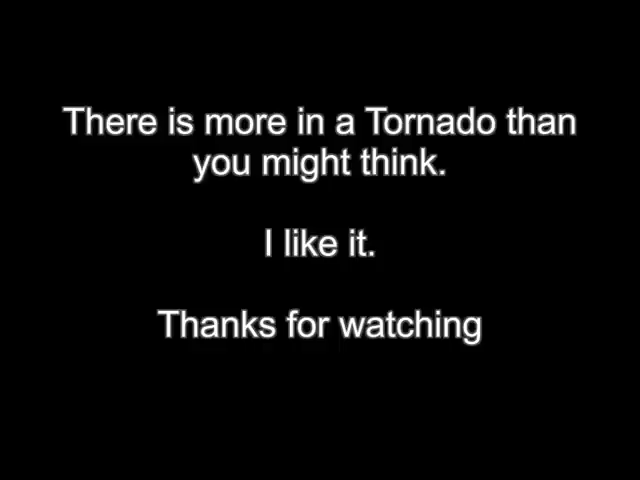 There is more in a Tornado than
you might think.
I like it.
Thanks for watching